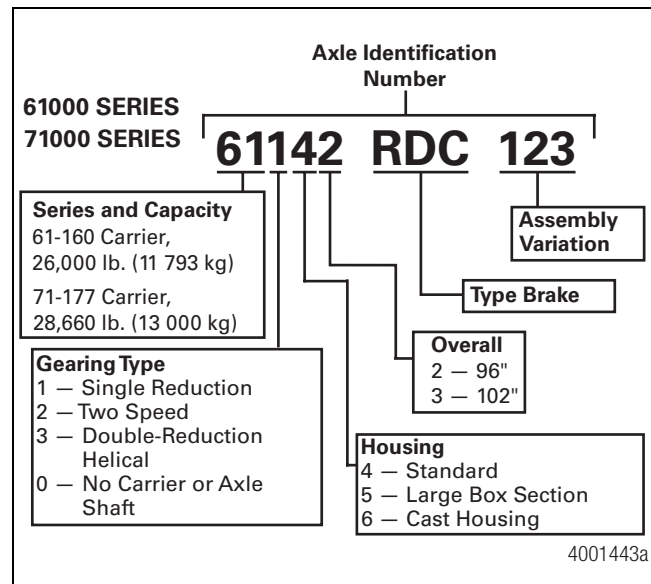 Axle Identification
Number
61000 SERIES
71000 SERIES
61142 RDC 123
Series and Capacity
61-160 Carrier,
26,000 lb. (11 793 kg)
71-177 Carrier,
28,660 lb. (13 000 kg)
Assembly
Variation
Type Brake
Overall
2 — 96"
3 — 102"
Gearing Type
1 — Single Reduction
2 — Two Speed
3 — Double-Reduction
Helical
0 — No Carrier or Axle
Shaft
Housing
4 — Standard
5 — Large Box Section
6 — Cast Housing
4001443a